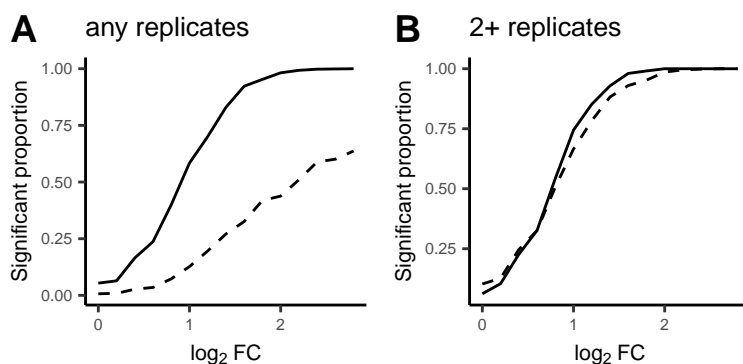 A any replicates
Significant proportion
1.00
0.75
0.50
0.25
0.00
0 1 2
log2 FC
B 2+ replicates
Significant proportion
1.00
0.75
0.50
0.25
0 1 2
log2 FC